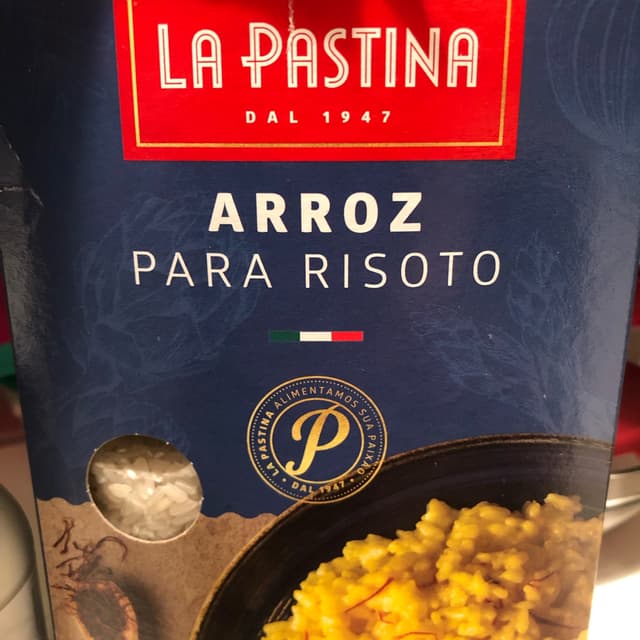 LA PASTINA
DAL 1947
ARROZ
PARA RISOTO
LA PASTINA • ALIMENTAMOS SUA PAIXÃO • DAL 1947 •
P